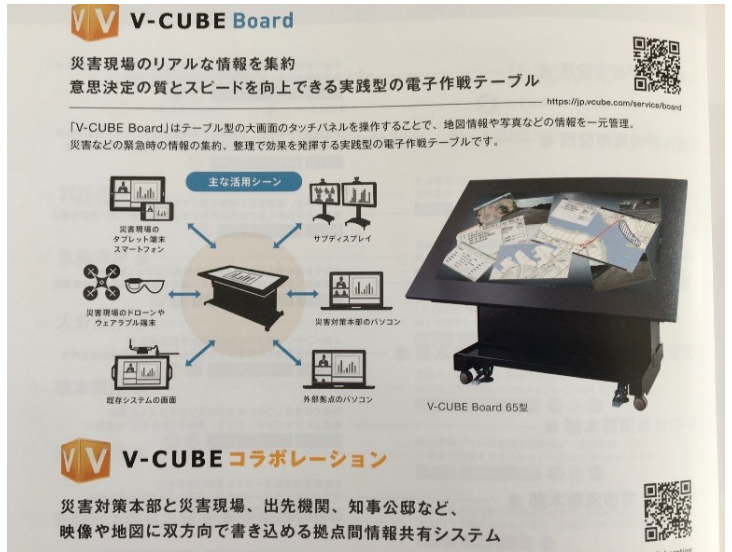 V-CUBE Board
災害現場のリアルな情報を集約
意思決定の質とスピードを向上できる実践型の電子作戦テーブル
https://jp.vcube.com/service/board
「V-CUBE Board」はテーブル型の大画面のタッチパネルを操作することで、地図情報や写真などの情報を一元管理。
災害などの緊急時の情報の集約、整理で効果を発揮する実践型の電子作戦テーブルです。
主な活用シーン
災害現場の
タブレット端末
スマートフォン
サブディスプレイ
災害現場のドローンや
ウェアラブル端末
災害対策本部のパソコン
既存システムの画面
外部拠点のパソコン
V-CUBE Board 65型
V-CUBE コラボレーション
災害対策本部と災害現場、出先機関、知事公邸など、
映像や地図に双方向で書き込める拠点間情報共有システム